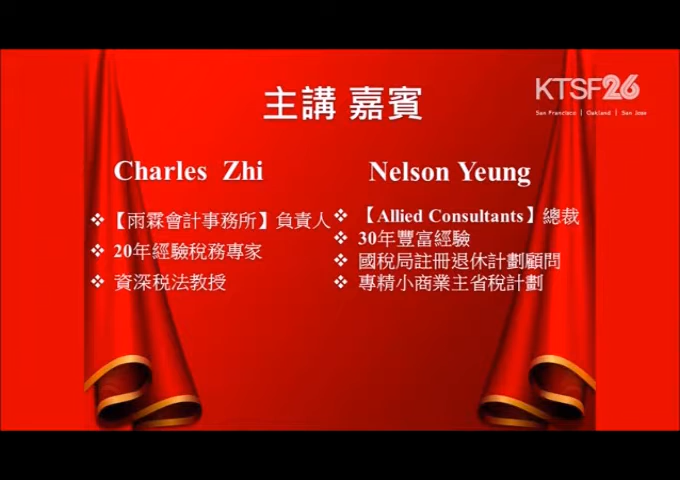 KTSF26
San Francisco | Oakland | San Jose
主講 嘉賓
Charles Zhi
❖【雨霖會計事務所】負責人
❖ 20年經驗稅務專家
❖ 資深稅法教授
Nelson Yeung
❖ 【Allied Consultants】總裁
❖ 30年豐富經驗
❖ 國稅局註冊退休計劃顧問
❖ 專精小商業主省稅計劃